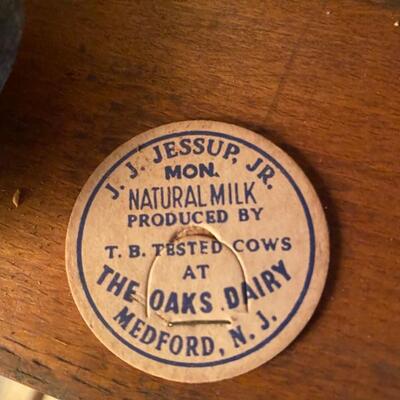 J. J. JESSUP, JR.
MON.
NATURAL MILK
PRODUCED BY
T. B. TESTED COWS
AT
THE OAKS DAIRY
MEDFORD, N. J.